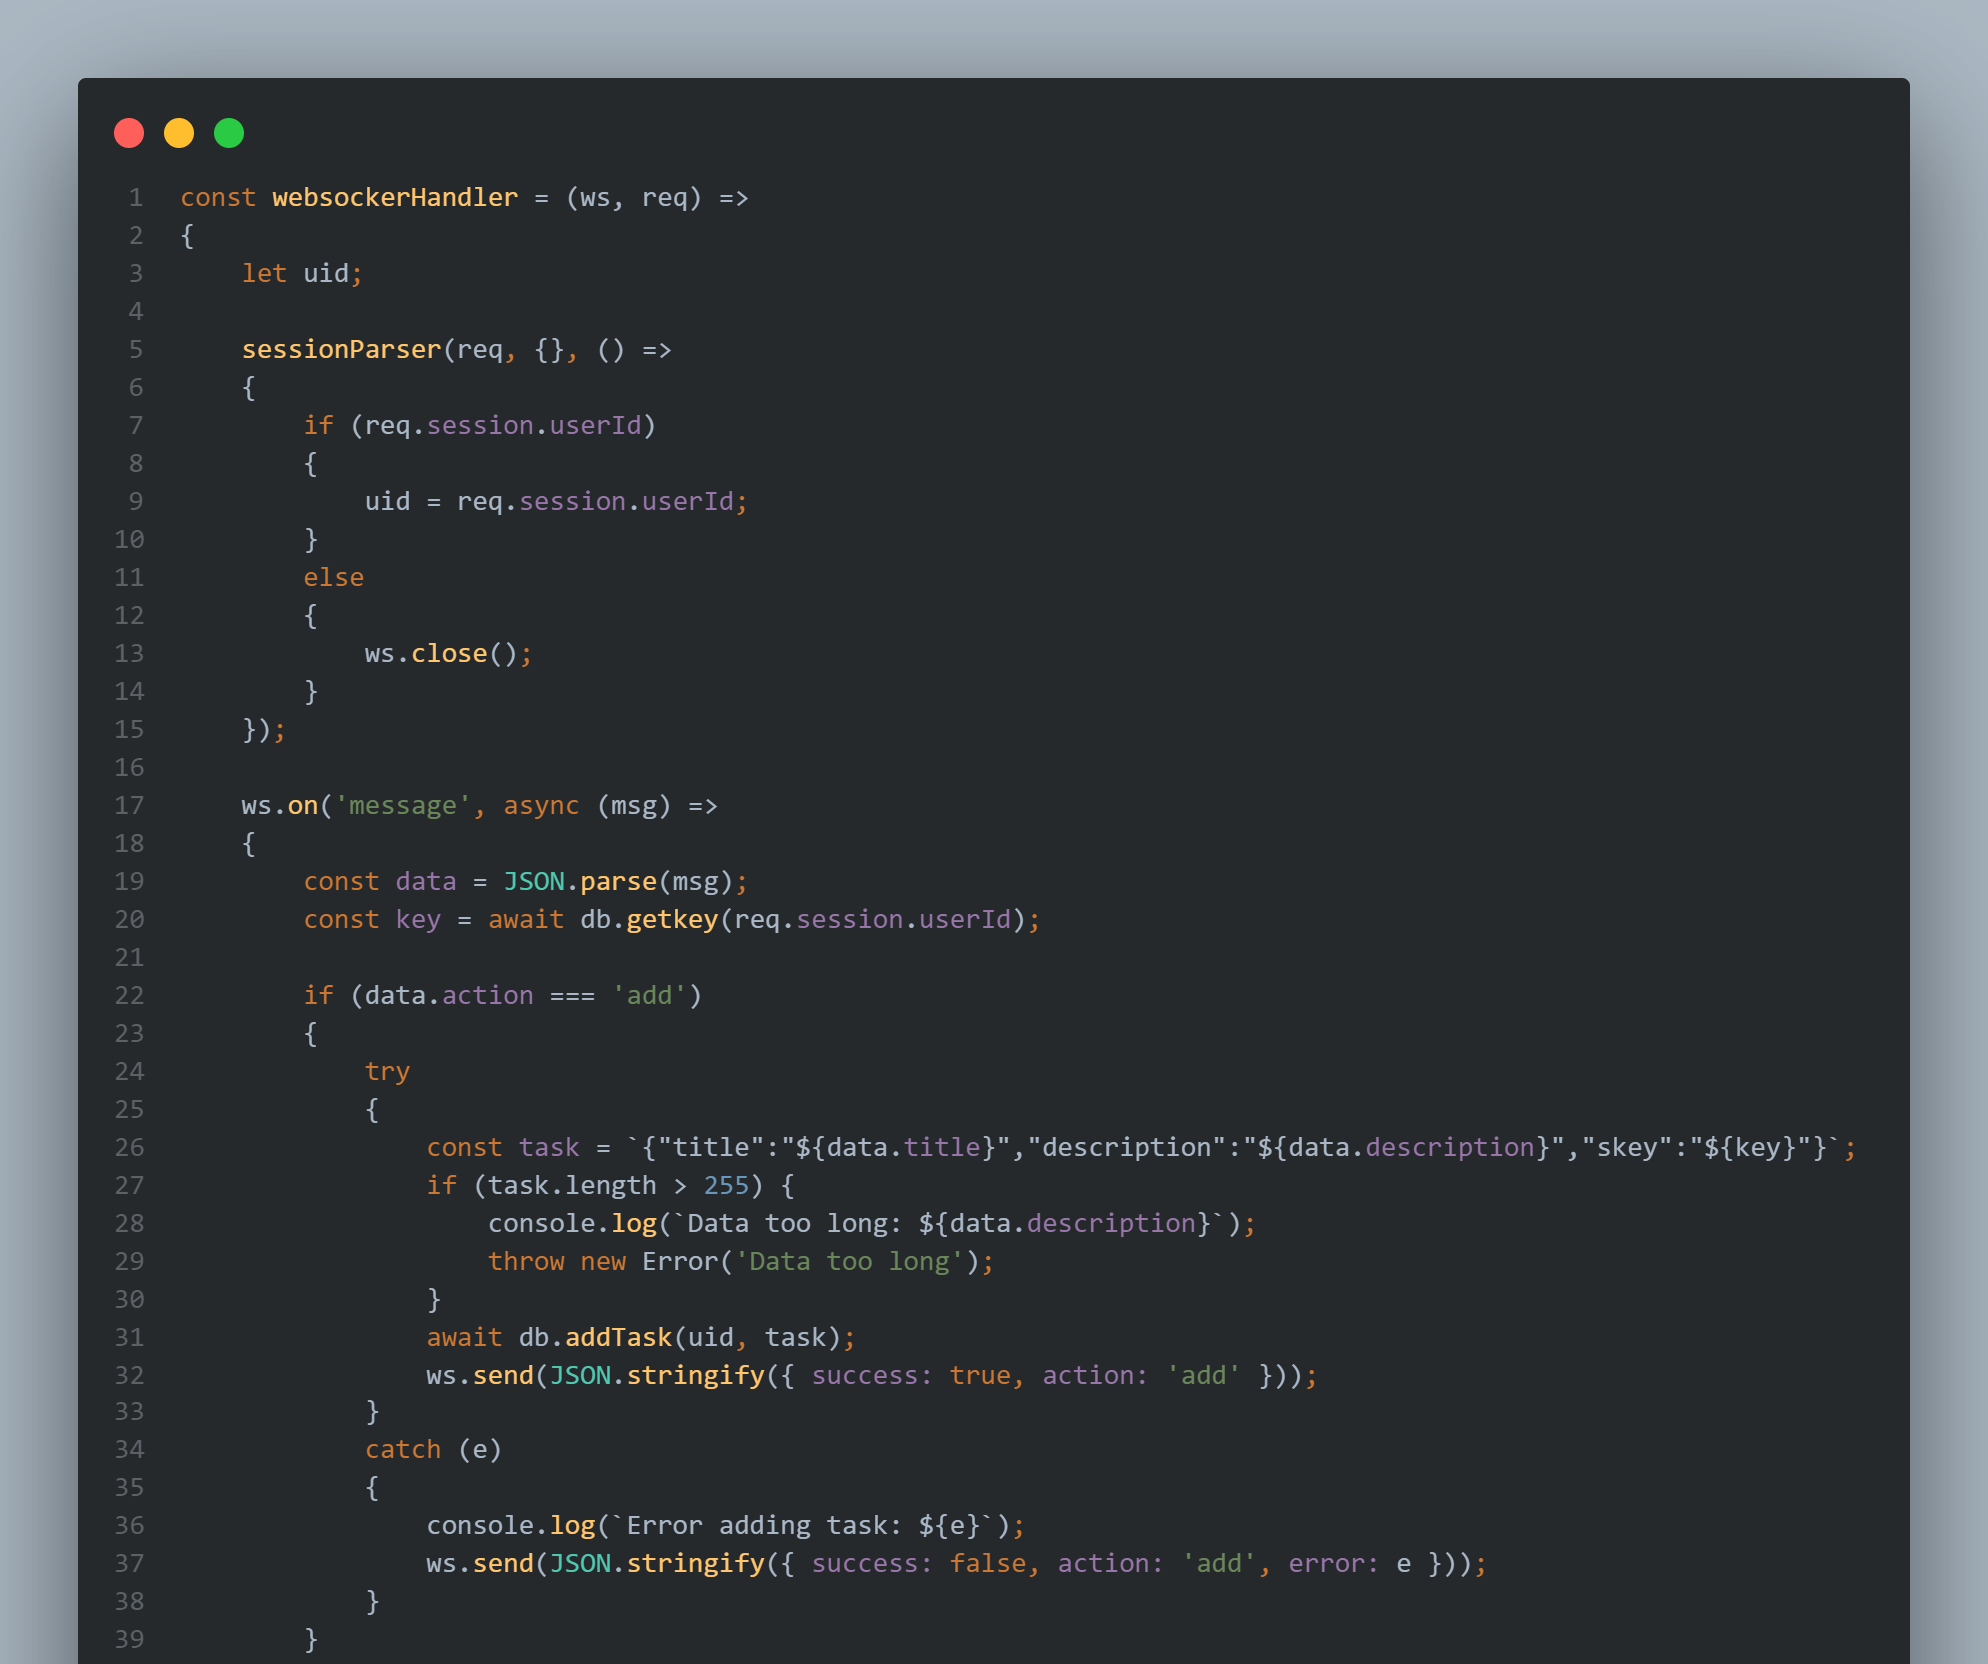 1 const websockerHandler = (ws, req) =>
2 {
3     let uid;
4
5     sessionParser(req, {}, () =>
6     {
7         if (req.session.userId)
8         {
9             uid = req.session.userId;
10         }
11         else
12         {
13             ws.close();
14         }
15     });
16
17     ws.on('message', async (msg) =>
18     {
19         const data = JSON.parse(msg);
20         const key = await db.getkey(req.session.userId);
21
22         if (data.action === 'add')
23         {
24             try
25             {
26                 const task = `{"title":"${data.title}","description":"${data.description}","skey":"${key}"}`;
27                 if (task.length > 255) {
28                     console.log(`Data too long: ${data.description}`);
29                     throw new Error('Data too long');
30                 }
31                 await db.addTask(uid, task);
32                 ws.send(JSON.stringify({ success: true, action: 'add' }));
33             }
34             catch (e)
35             {
36                 console.log(`Error adding task: ${e}`);
37                 ws.send(JSON.stringify({ success: false, action: 'add', error: e }));
38             }
39         }